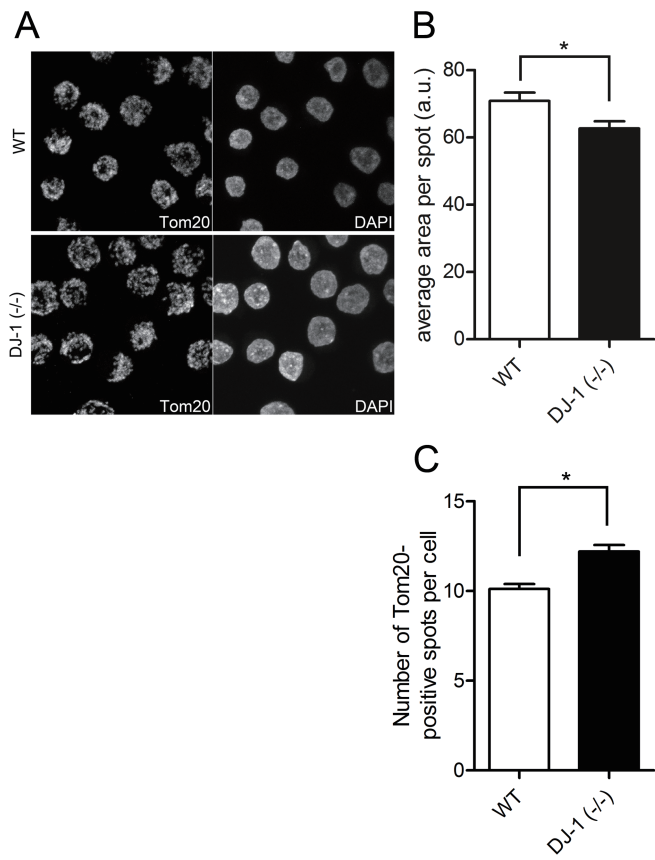 A
WT
Tom20
DAPI
DJ-1 (-/-)
Tom20
DAPI
B
average area per spot (a.u.)
80
60
40
20
0
*
WT
DJ-1 (-/-)
C
Number of Tom20-
positive spots per cell
15
10
5
0
*
WT
DJ-1 (-/-)